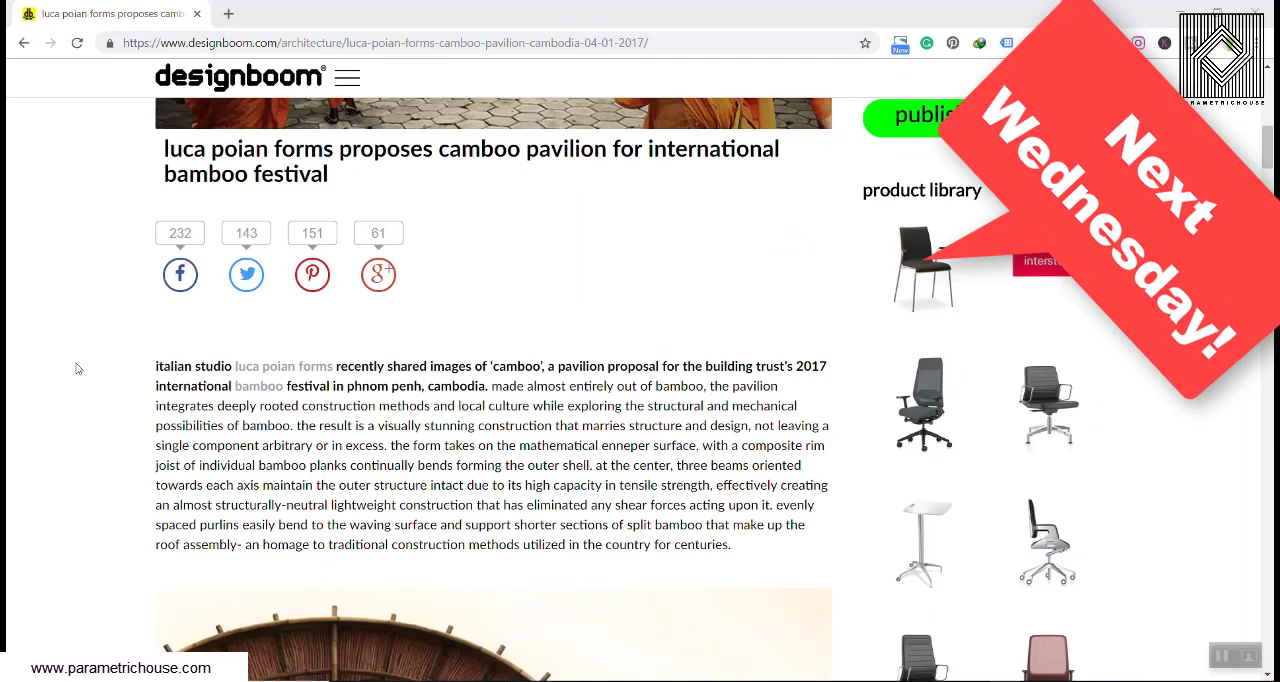 luca poian forms proposes camb
https://www.designboom.com/architecture/luca-poian-forms-camboo-pavilion-cambodia-04-01-2017/
New
designboom®
PARAMETRICHOUSE
Next
Wednesday!
luca poian forms proposes camboo pavilion for international
bamboo festival
product library
232
143
151
61
italian studio luca poian forms recently shared images of ‘camboo’, a pavilion proposal for the building trust’s 2017
international bamboo festival in phnom penh, cambodia. made almost entirely out of bamboo, the pavilion
integrates deeply rooted construction methods and local culture while exploring the structural and mechanical
possibilities of bamboo. the result is a visually stunning construction that marries structure and design, not leaving a
single component arbitrary or in excess. the form takes on the mathematical enneper surface, with a composite rim
joist of individual bamboo planks continually bends forming the outer shell. at the center, three beams oriented
towards each axis maintain the outer structure intact due to its high capacity in tensile strength, effectively creating
an almost structurally-neutral lightweight construction that has eliminated any shear forces acting upon it. evenly
spaced purlins easily bend to the waving surface and support shorter sections of split bamboo that make up the
roof assembly- an homage to traditional construction methods utilized in the country for centuries.
www.parametrichouse.com